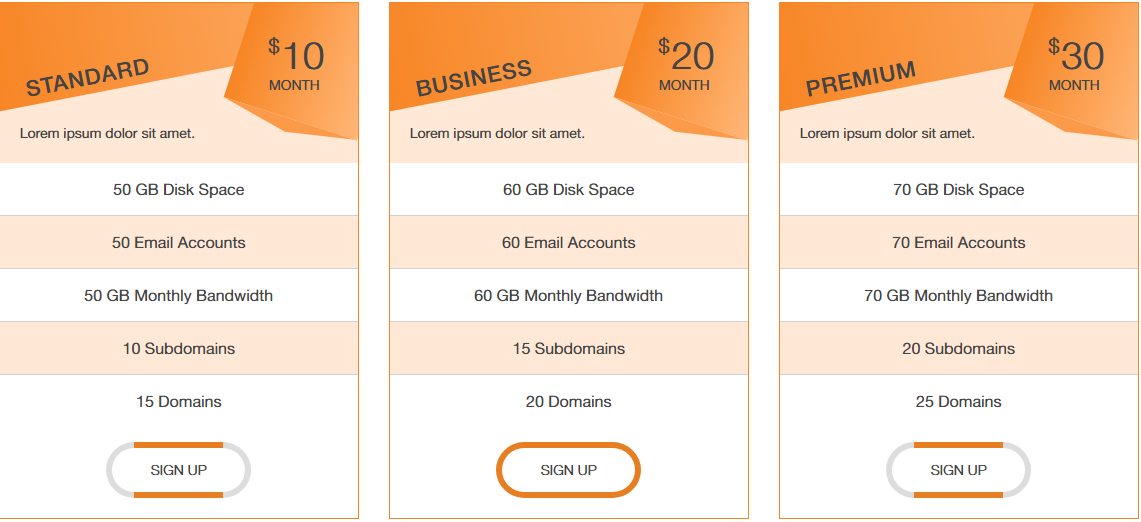 STANDARD
$10
MONTH
Lorem ipsum dolor sit amet.
50 GB Disk Space
50 Email Accounts
50 GB Monthly Bandwidth
10 Subdomains
15 Domains
SIGN UP
BUSINESS
$20
MONTH
Lorem ipsum dolor sit amet.
60 GB Disk Space
60 Email Accounts
60 GB Monthly Bandwidth
15 Subdomains
20 Domains
SIGN UP
PREMIUM
$30
MONTH
Lorem ipsum dolor sit amet.
70 GB Disk Space
70 Email Accounts
70 GB Monthly Bandwidth
20 Subdomains
25 Domains
SIGN UP